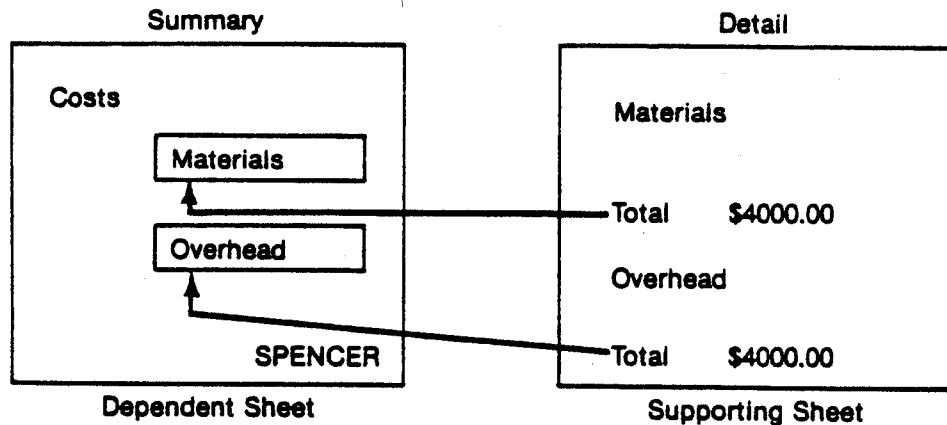 Summary
Costs
Materials
Overhead
SPENCER
Dependent Sheet
Detail
Materials
Total $4000.00
Overhead
Total $4000.00
Supporting Sheet